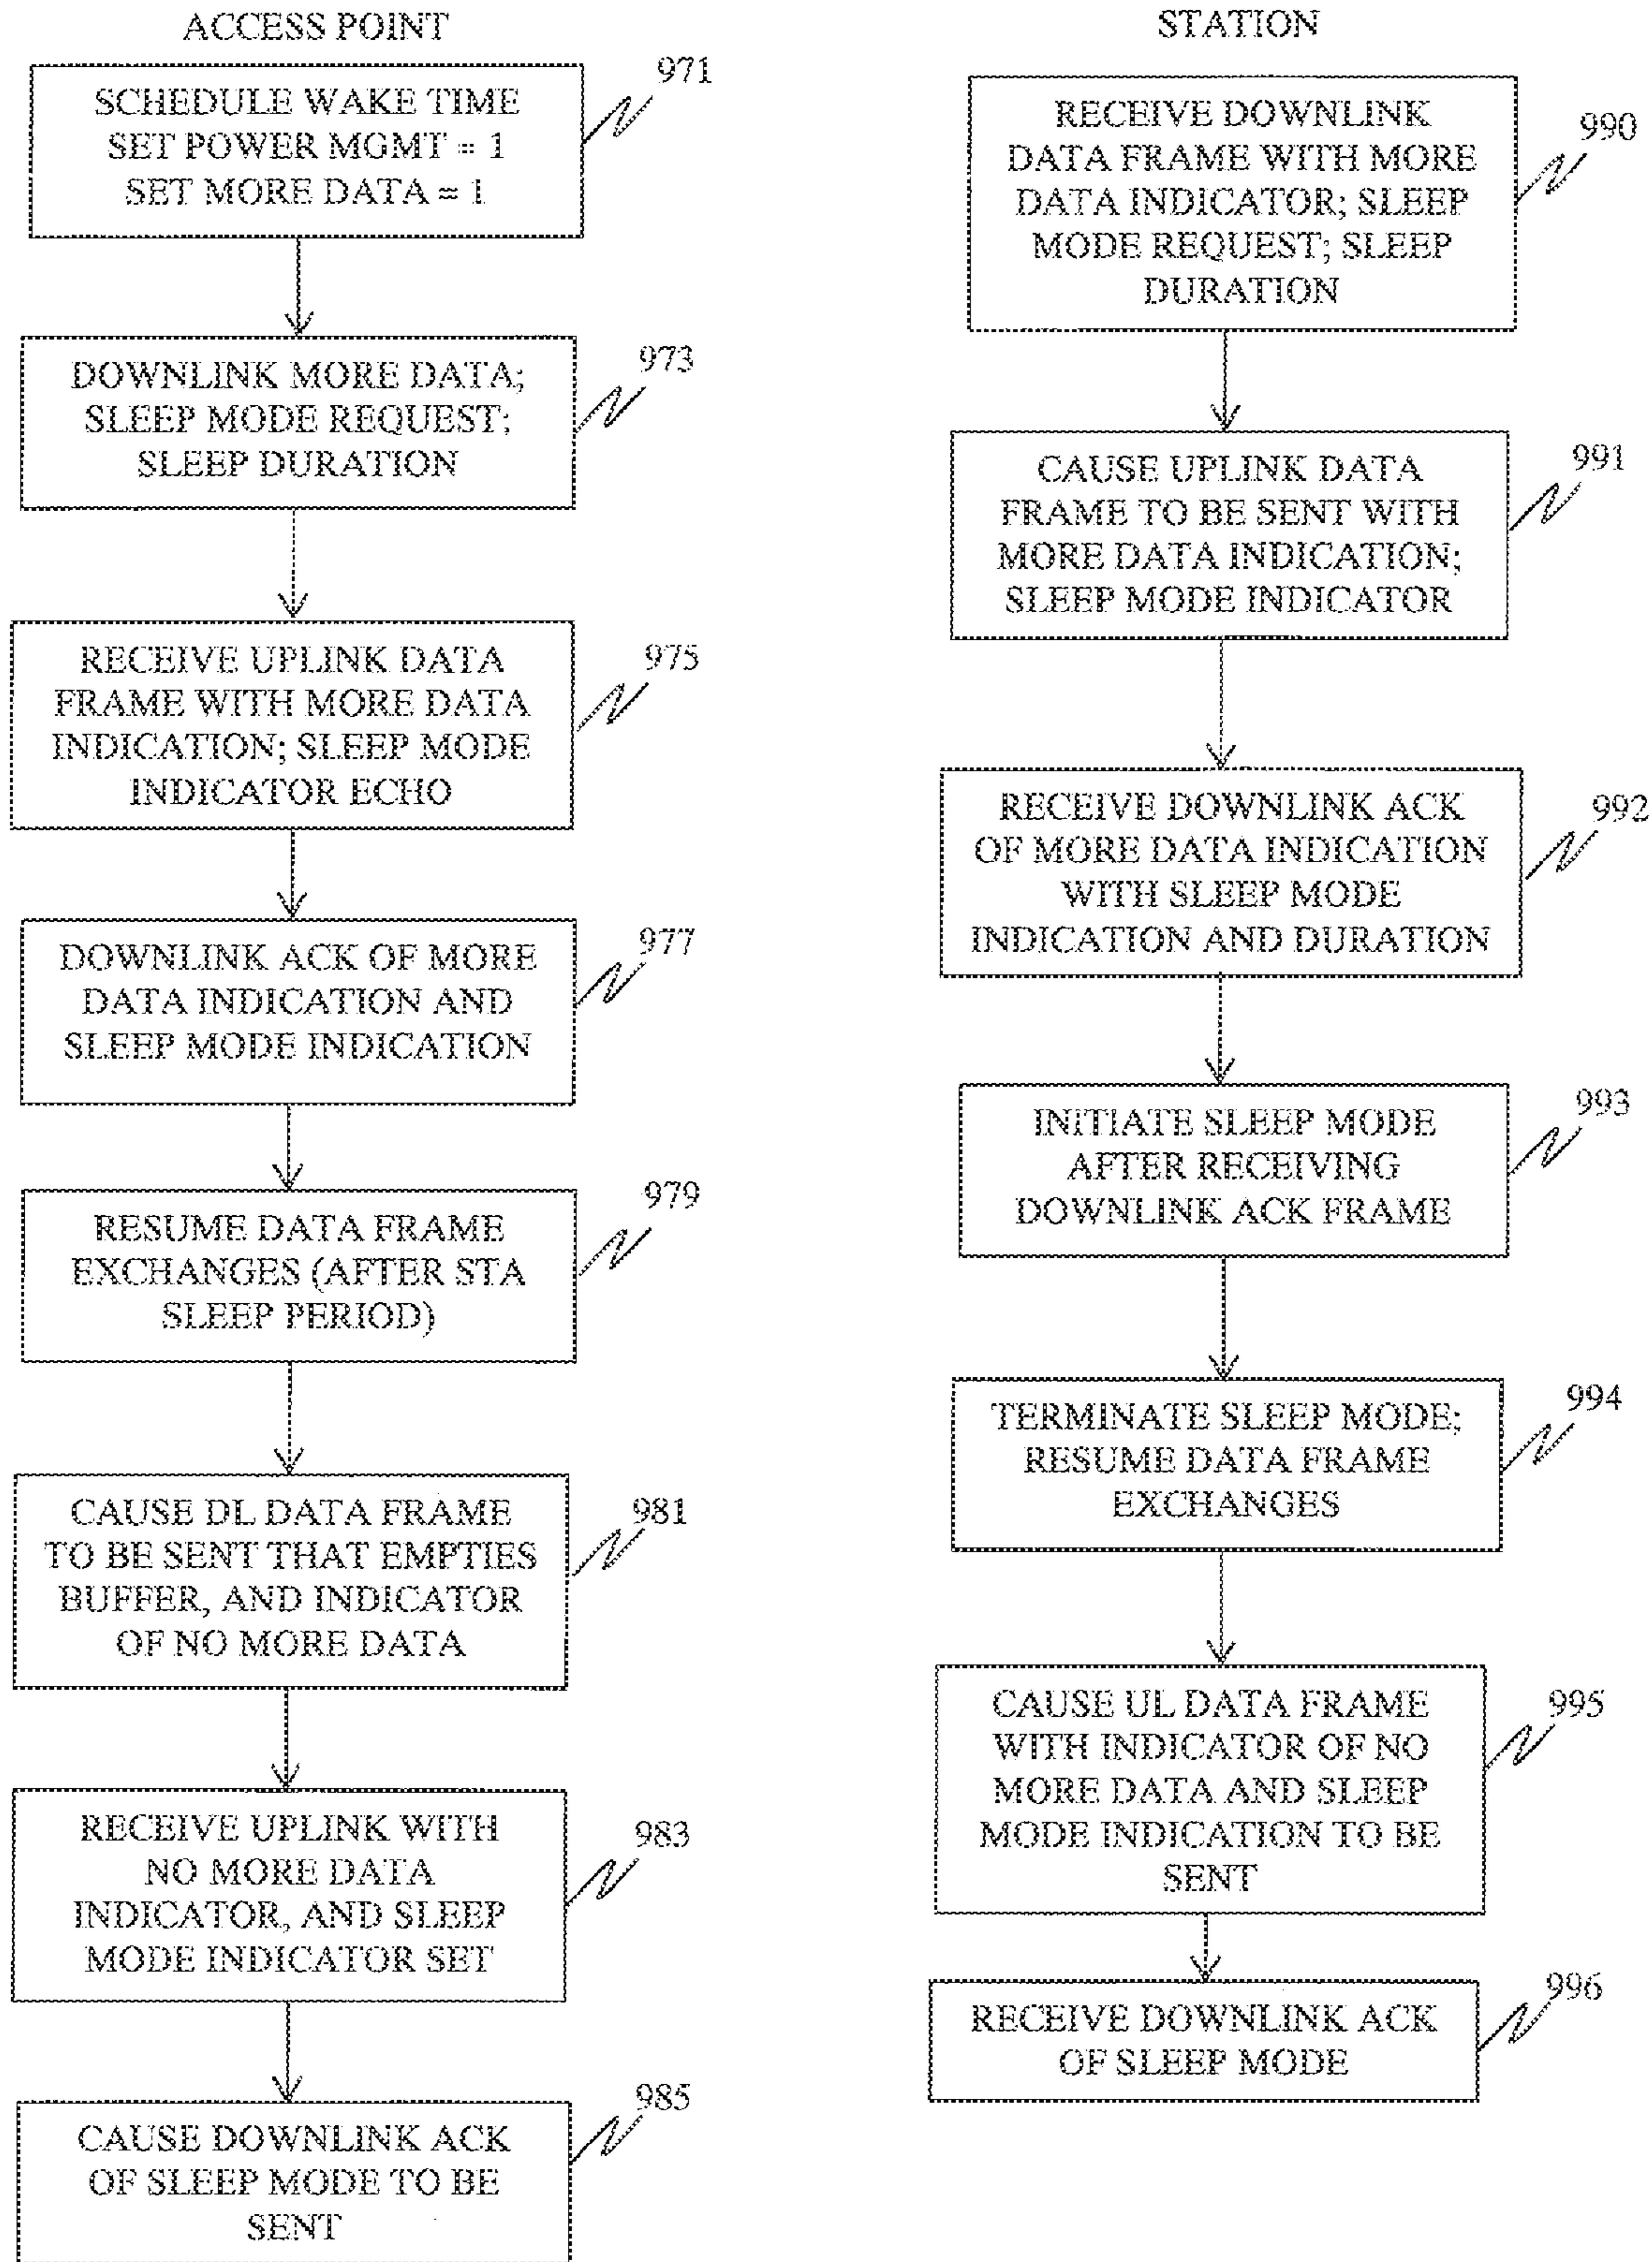 ACCESS POINT
SCHEDULE WAKE TIME
SET POWER MGMT = 1
SET MORE DATA = 1
971
DOWNLINK MORE DATA;
SLEEP MODE REQUEST;
SLEEP DURATION
973
RECEIVE UPLINK DATA
FRAME WITH MORE DATA
INDICATION; SLEEP MODE
INDICATOR ECHO
975
DOWNLINK ACK OF MORE
DATA INDICATION AND
SLEEP MODE INDICATION
977
RESUME DATA FRAME
EXCHANGES (AFTER STA
SLEEP PERIOD)
979
CAUSE DL DATA FRAME
TO BE SENT THAT EMPTIES
BUFFER, AND INDICATOR
OF NO MORE DATA
981
RECEIVE UPLINK WITH
NO MORE DATA
INDICATOR, AND SLEEP
MODE INDICATOR SET
983
CAUSE DOWNLINK ACK
OF SLEEP MODE TO BE
SENT
985
STATION
RECEIVE DOWNLINK
DATA FRAME WITH MORE
DATA INDICATOR; SLEEP
MODE REQUEST; SLEEP
DURATION
990
CAUSE UPLINK DATA
FRAME TO BE SENT WITH
MORE DATA INDICATION;
SLEEP MODE INDICATOR
991
RECEIVE DOWNLINK ACK
OF MORE DATA INDICATION
WITH SLEEP MODE
INDICATION AND DURATION
992
INITIATE SLEEP MODE
AFTER RECEIVING
DOWNLINK ACK FRAME
993
TERMINATE SLEEP MODE;
RESUME DATA FRAME
EXCHANGES
994
CAUSE UL DATA FRAME
WITH INDICATOR OF NO
MORE DATA AND SLEEP
MODE INDICATION TO BE
SENT
995
RECEIVE DOWNLINK ACK
OF SLEEP MODE
996